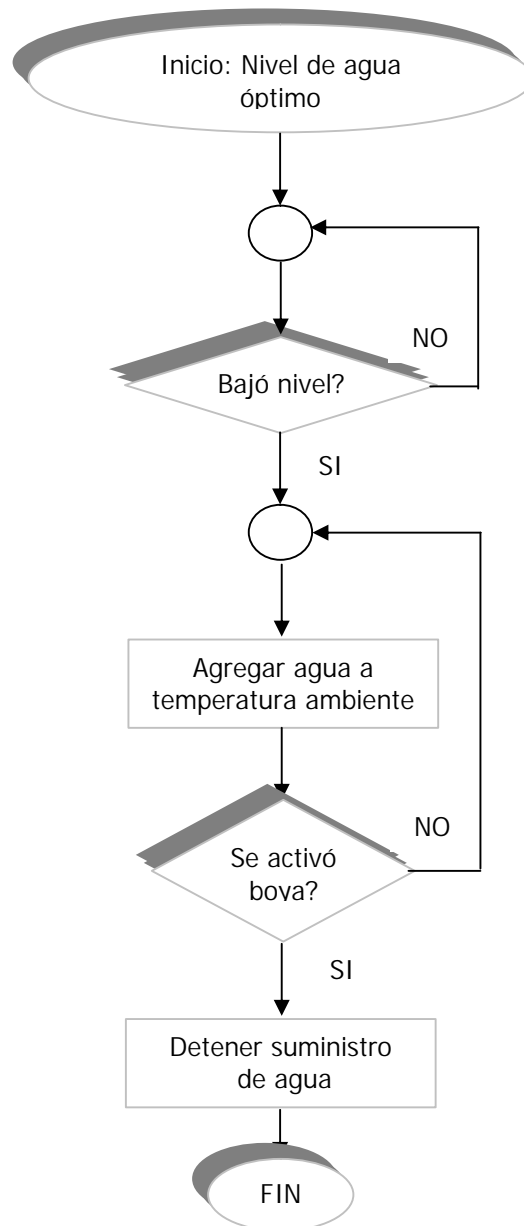 Inicio: Nivel de agua
óptimo
NO
Bajó nivel?
SI
Agregar agua a
temperatura ambiente
NO
Se activó
boya?
SI
Detener suministro
de agua
FIN